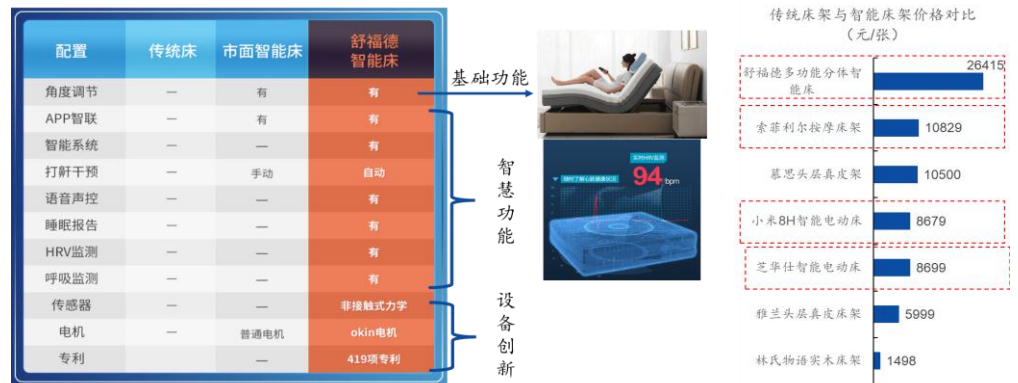 配置 传统床 市面智能床 舒福德智能床
角度调节 — 有 有
APP智联 — 有 有
智能系统 — — 有
打鼾干预 — 手动 自动
语音声控 — — 有
睡眠报告 — — 有
HRV监测 — — 有
呼吸监测 — — 有
传感器 — — 非接触式力学
电机 — 普通电机 okin电机
专利 — 419项专利
基础功能
智慧功能
设备创新
实时HRV监测
94 bpm
传统床架与智能床架价格对比
（元/张）
舒福德多功能分体智能床 26415
索菲利尔按摩床架 10829
慕思头层真皮架 10500
小米8H智能电动床 8679
芝华仕智能电动床 8699
雅兰头层真皮床架 5999
林氏物语实木床架 1498